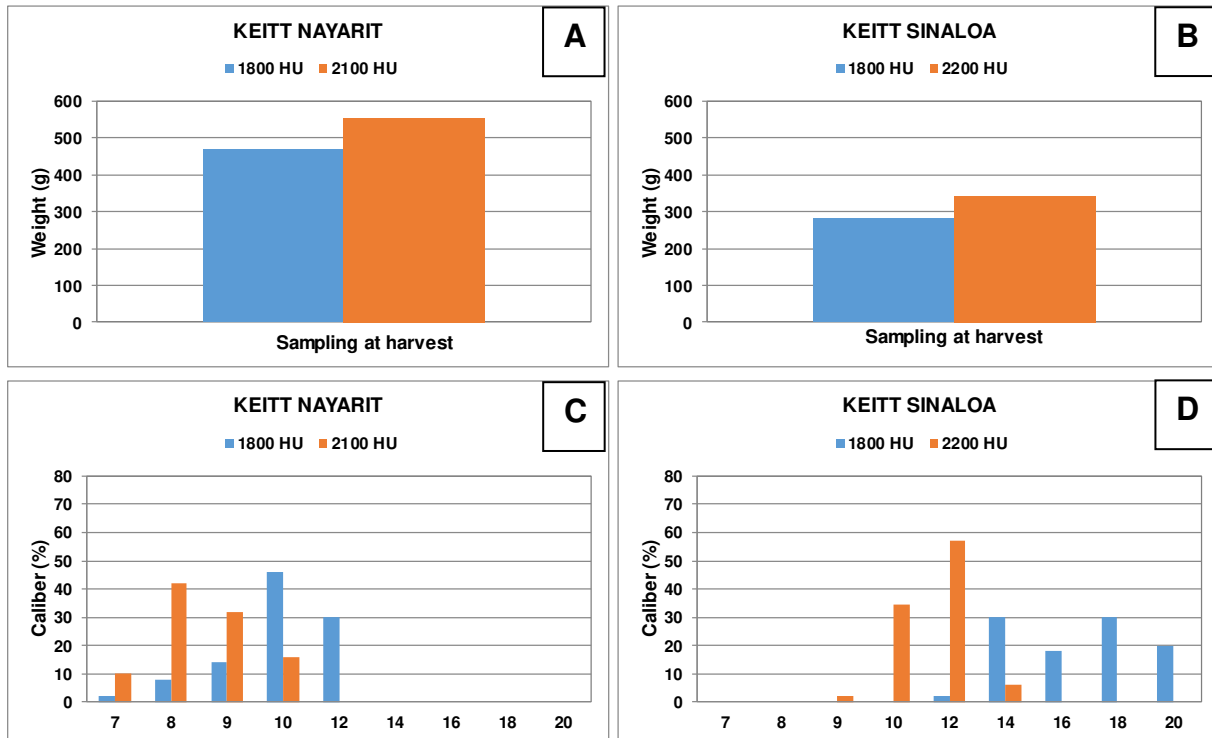 KEITT NAYARIT
A
1800 HU 2100 HU
600
500
400
300
200
100
0
Weight (g)
Sampling at harvest
KEITT SINALOA
B
1800 HU 2200 HU
600
500
400
300
200
100
0
Weight (g)
Sampling at harvest
KEITT NAYARIT
C
1800 HU 2100 HU
80
70
60
50
40
30
20
10
0
Caliber (%)
7 8 9 10 12 14 16 18 20
KEITT SINALOA
D
1800 HU 2200 HU
80
70
60
50
40
30
20
10
0
Caliber (%)
7 8 9 10 12 14 16 18 20